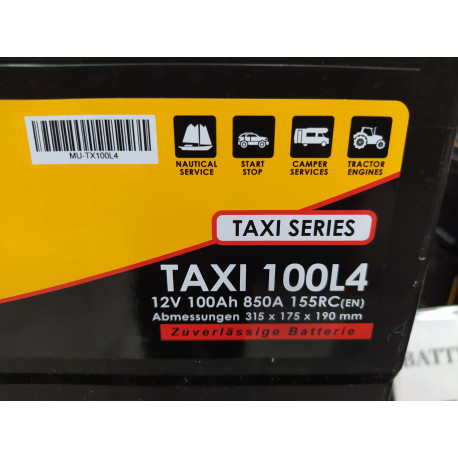 MU-TX100L4
NAUTICAL SERVICE
START STOP
CAMPER SERVICES
TRACTOR ENGINES
TAXI SERIES
TAXI 100L4
12V 100Ah 850A 155RC(EN)
Abmessungen 315 x 175 x 190 mm
Zuverlässige Batterie
BATT